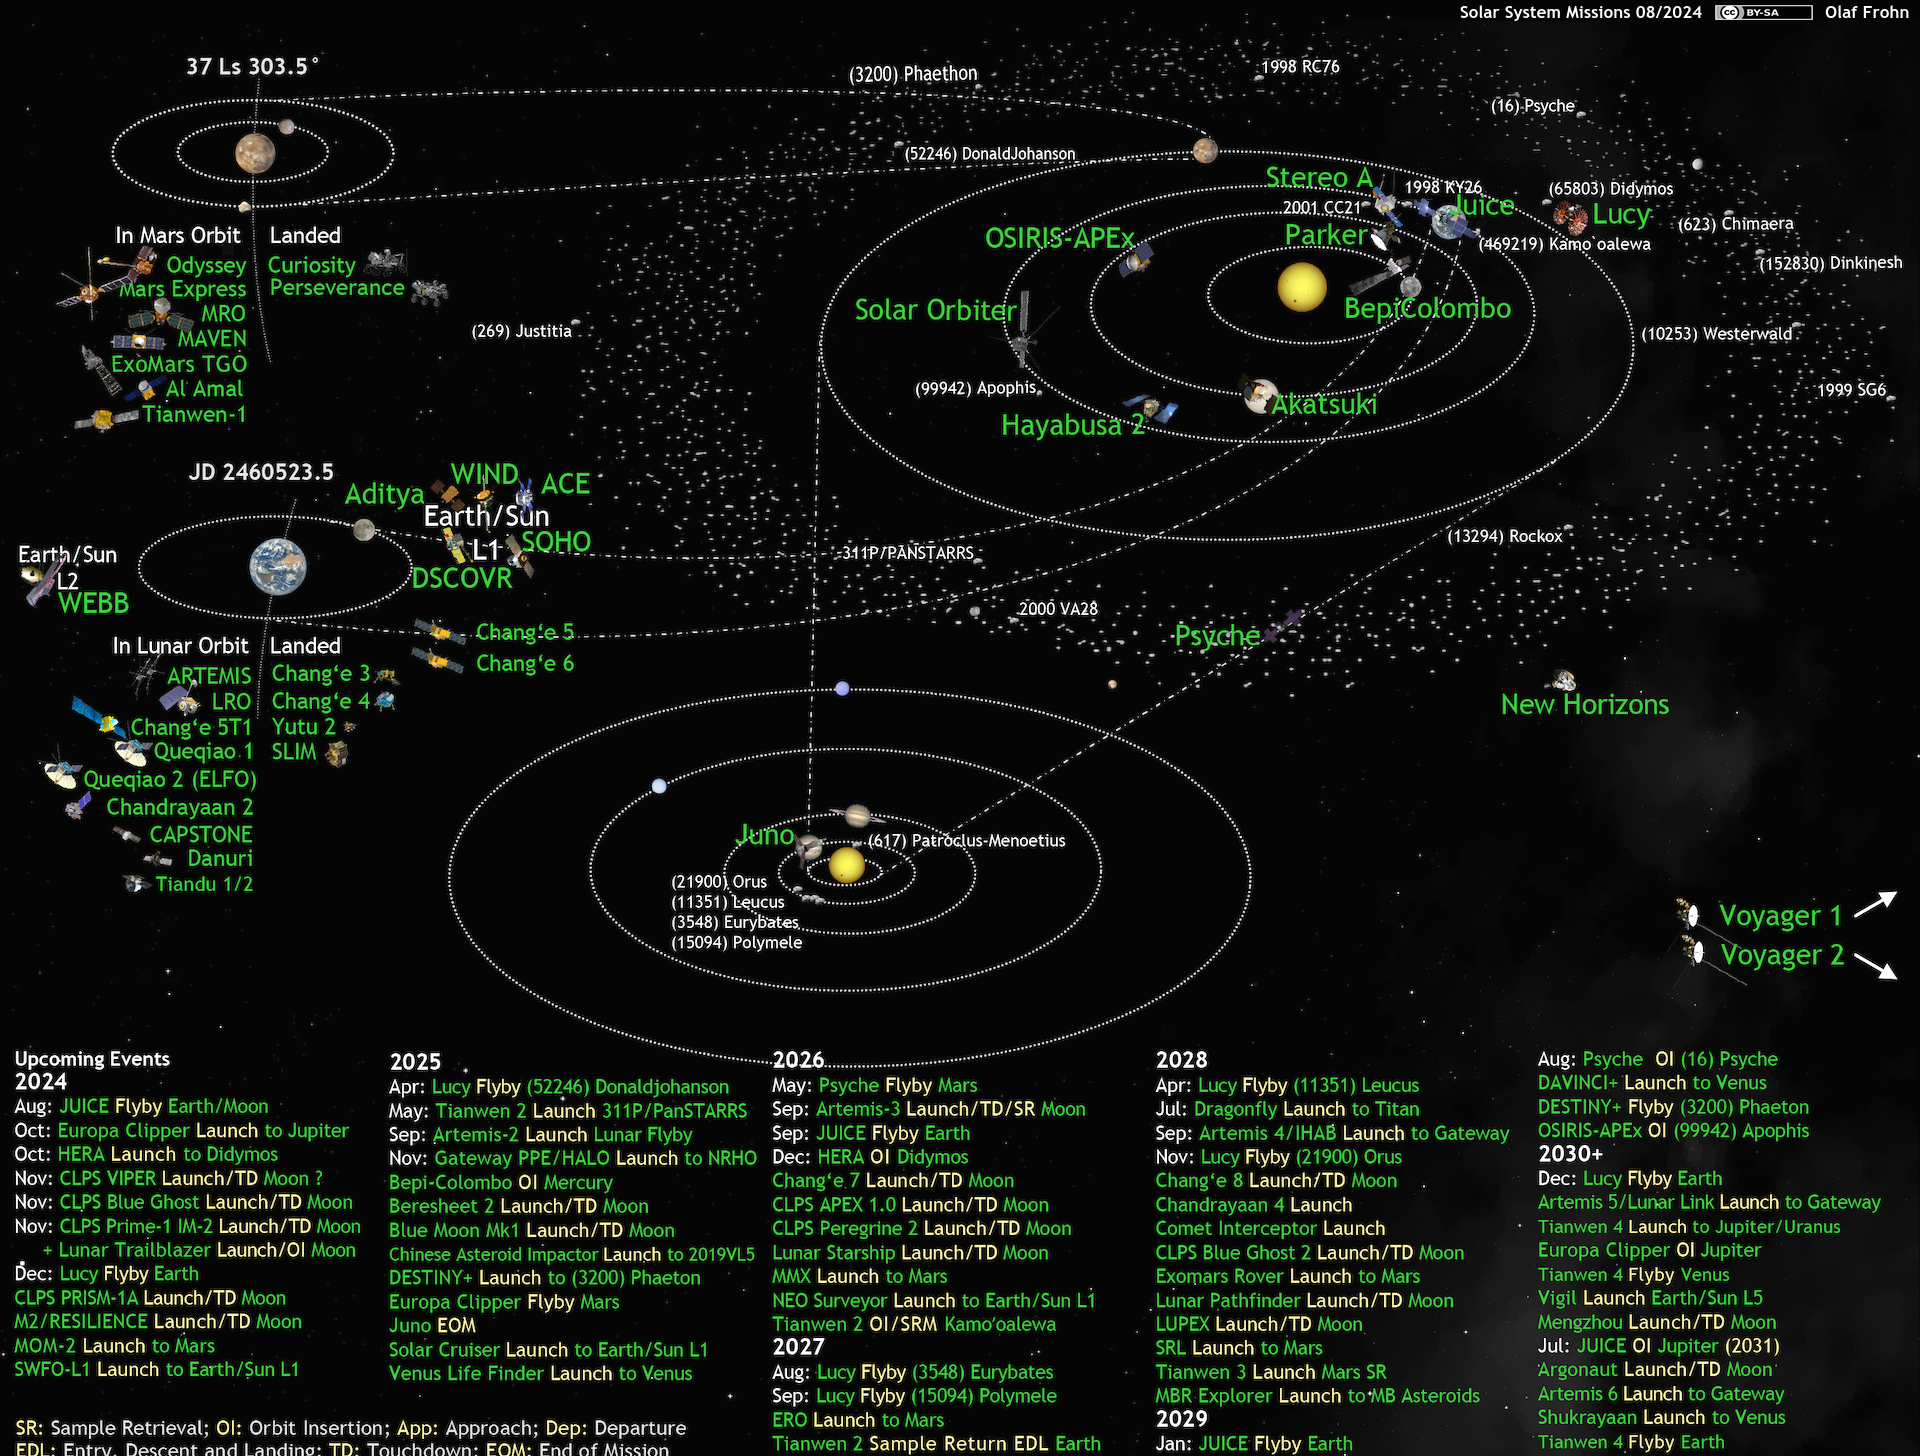 Solar System Missions 08/2024 cc BY-SA Olaf Frohn
37 Ls 303.5°
(3200) Phaethon
1998 RC76
(16) Psyche
(52246) DonaldJohanson
Stereo A
1998 KY26
(65803) Didymos
2001 CC21
Juice
Lucy
(623) Chimaera
In Mars Orbit
Landed
OSIRIS-APEx
Parker
(469219) Kamo oalewa
(152830) Dinkinesh
Odyssey
Curiosity
Mars Express
Perseverance
MRO
Solar Orbiter
BepiColombo
MAVEN
(269) Justitia
(10253) Westerwald
ExoMars TGO
Al Amal
(99942) Apophis
1999 SG6
Tianwen-1
Hayabusa 2
Akatsuki
JD 2460523.5
WIND
Aditya
ACE
Earth/Sun
L1
SOHO
DSCOVR
(13294) Rockox
Earth/Sun
L2
WEBB
311P/PANSTARRS
2000 VA28
Chang‘e 5
Chang‘e 6
Psyche
In Lunar Orbit
Landed
ARTEMIS
Chang‘e 3
LRO
Chang‘e 4
Chang‘e 5T1
Yutu 2
Queqiao 1
SLIM
Queqiao 2 (ELFO)
Chandrayaan 2
CAPSTONE
Danuri
Tiandu 1/2
New Horizons
Juno
(617) Patroclus-Menoetius
(21900) Orus
(11351) Leucus
(3548) Eurybates
(15094) Polymele
Voyager 1
Voyager 2
Upcoming Events
2024
Aug: JUICE Flyby Earth/Moon
Oct: Europa Clipper Launch to Jupiter
Oct: HERA Launch to Didymos
Nov: CLPS VIPER Launch/TD Moon ?
Nov: CLPS Blue Ghost Launch/TD Moon
Nov: CLPS Prime-1 IM-2 Launch/TD Moon
+ Lunar Trailblazer Launch/OI Moon
Dec: Lucy Flyby Earth
CLPS PRISM-1A Launch/TD Moon
M2/RESILIENCE Launch/TD Moon
MOM-2 Launch to Mars
SWFO-L1 Launch to Earth/Sun L1
SR: Sample Retrieval; OI: Orbit Insertion; App: Approach; Dep: Departure
EDL: Entry, Descent and Landing; TD: Touchdown; EOM: End of Mission
2025
Apr: Lucy Flyby (52246) Donaldjohanson
May: Tianwen 2 Launch 311P/PanSTARRS
Sep: Artemis-2 Launch Lunar Flyby
Nov: Gateway PPE/HALO Launch to NRHO
Bepi-Colombo OI Mercury
Beresheet 2 Launch/TD Moon
Blue Moon Mk1 Launch/TD Moon
Chinese Asteroid Impactor Launch to 2019VL5
DESTINY+ Launch to (3200) Phaeton
Europa Clipper Flyby Mars
Juno EOM
Solar Cruiser Launch to Earth/Sun L1
Venus Life Finder Launch to Venus
2026
May: Psyche Flyby Mars
Sep: Artemis-3 Launch/TD/SR Moon
Sep: JUICE Flyby Earth
Dec: HERA OI Didymos
Chang‘e 7 Launch/TD Moon
CLPS APEX 1.0 Launch/TD Moon
CLPS Peregrine 2 Launch/TD Moon
Lunar Starship Launch/TD Moon
MMX Launch to Mars
NEO Surveyor Launch to Earth/Sun L1
Tianwen 2 OI/SRM Kamo'oalewa
2027
Aug: Lucy Flyby (3548) Eurybates
Sep: Lucy Flyby (15094) Polymele
ERO Launch to Mars
Tianwen 2 Sample Return EDL Earth
2028
Apr: Lucy Flyby (11351) Leucus
Jul: Dragonfly Launch to Titan
Sep: Artemis 4/IHAB Launch to Gateway
Nov: Lucy Flyby (21900) Orus
Chang‘e 8 Launch/TD Moon
Chandrayaan 4 Launch
Comet Interceptor Launch
CLPS Blue Ghost 2 Launch/TD Moon
Exomars Rover Launch to Mars
Lunar Pathfinder Launch/TD Moon
LUPEX Launch/TD Moon
SRL Launch to Mars
Tianwen 3 Launch Mars SR
MBR Explorer Launch to MB Asteroids
2029
Jan: JUICE Flyby Earth
Aug: Psyche OI (16) Psyche
DAVINCI+ Launch to Venus
DESTINY+ Flyby (3200) Phaeton
OSIRIS-APEx OI (99942) Apophis
2030+
Dec: Lucy Flyby Earth
Artemis 5/Lunar Link Launch to Gateway
Tianwen 4 Launch to Jupiter/Uranus
Europa Clipper OI Jupiter
Tianwen 4 Flyby Venus
Vigil Launch Earth/Sun L5
Mengzhou Launch/TD Moon
Jul: JUICE OI Jupiter (2031)
Argonaut Launch/TD Moon
Artemis 6 Launch to Gateway
Shukrayaan Launch to Venus
Tianwen 4 Flyby Earth